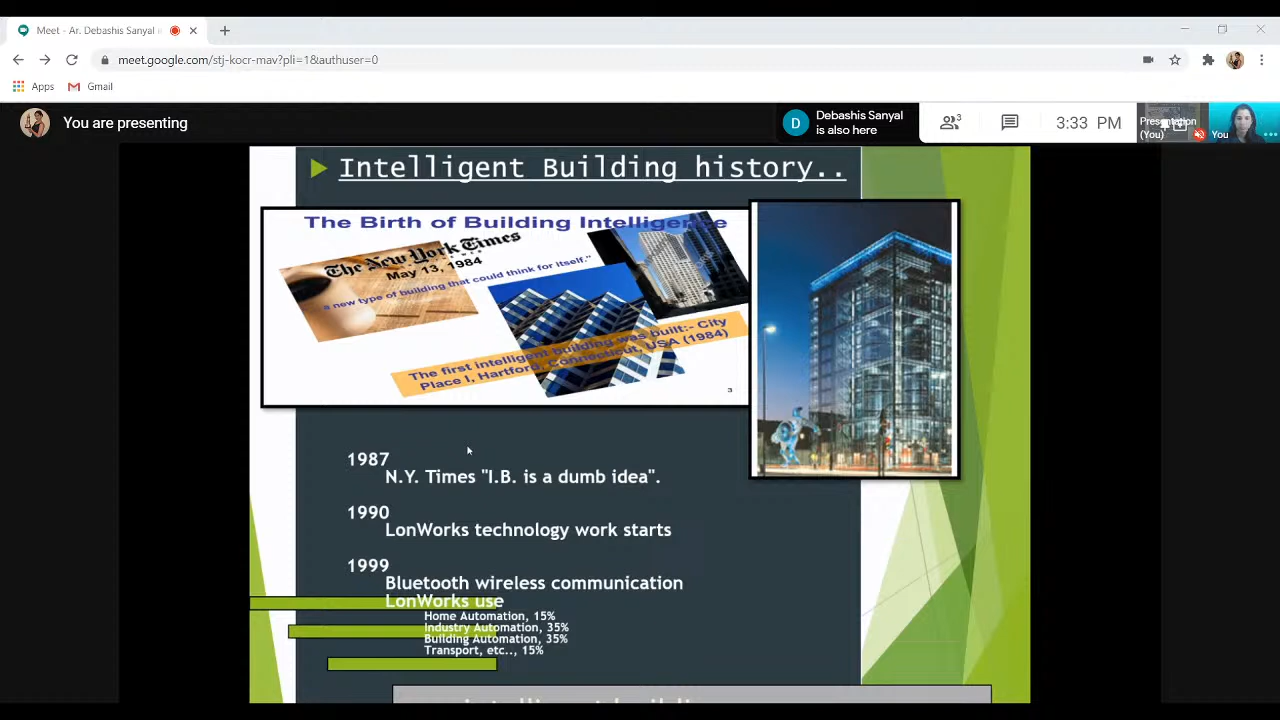 Meet - Ar. Debashis Sanyal i
meet.google.com/stj-kocr-mav?pli=1&authuser=0
Apps
Gmail
You are presenting
D
Debashis Sanyal
is also here
3
3:33 PM
Presentation
(You)
You
Intelligent Building history..
The Birth of Building Intelligence
The New York Times
May 13, 1984
a new type of building that could think for itself."
The first intelligent building was built:- City
Place I, Hartford, Connecticut, USA (1984)
3
1987
N.Y. Times "I.B. is a dumb idea".
1990
LonWorks technology work starts
1999
Bluetooth wireless communication
LonWorks use
Home Automation, 15%
Industry Automation, 35%
Building Automation, 35%
Transport, etc.., 15%